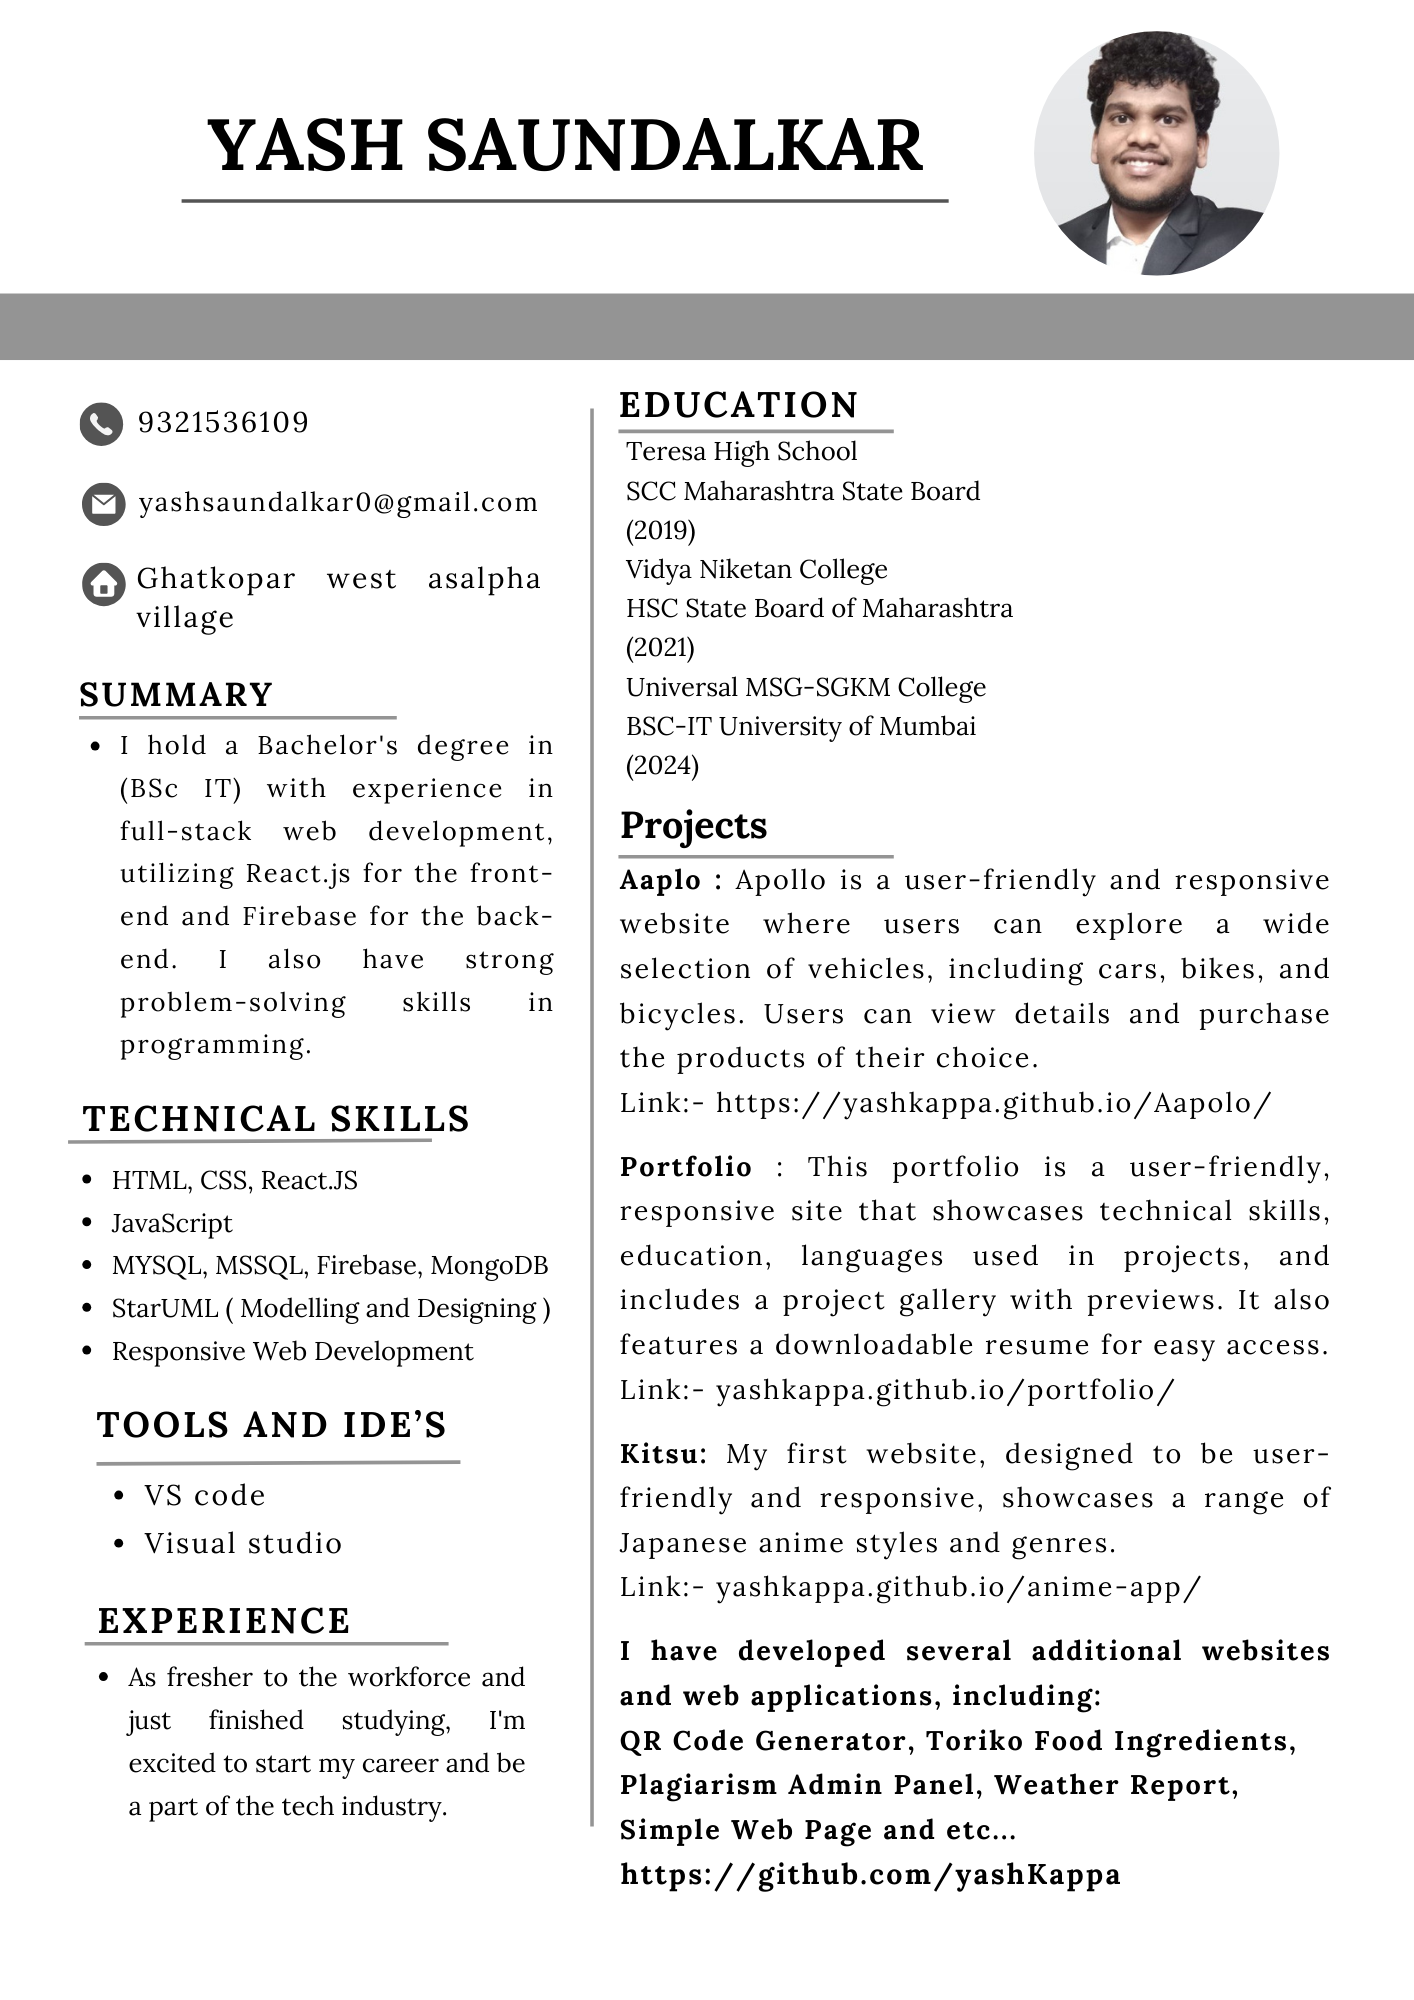 YASH SAUNDALKAR
9321536109
yashsaundalkar0@gmail.com
Ghatkopar west asalpha
village
SUMMARY
• I hold a Bachelor's degree in
(BSc IT) with experience in
full-stack web development,
utilizing React.js for the front-
end and Firebase for the back-
end. I also have strong
problem-solving skills in
programming.
TECHNICAL SKILLS
• HTML, CSS, React.JS
• JavaScript
• MYSQL, MSSQL, Firebase, MongoDB
• StarUML ( Modelling and Designing )
• Responsive Web Development
TOOLS AND IDE’S
• VS code
• Visual studio
EXPERIENCE
• As fresher to the workforce and
just finished studying, I'm
excited to start my career and be
a part of the tech industry.
EDUCATION
Teresa High School
SCC Maharashtra State Board
(2019)
Vidya Niketan College
HSC State Board of Maharashtra
(2021)
Universal MSG-SGKM College
BSC-IT University of Mumbai
(2024)
Projects
Aaplo : Apollo is a user-friendly and responsive
website where users can explore a wide
selection of vehicles, including cars, bikes, and
bicycles. Users can view details and purchase
the products of their choice.
Link:- https://yashkappa.github.io/Aapolo/
Portfolio : This portfolio is a user-friendly,
responsive site that showcases technical skills,
education, languages used in projects, and
includes a project gallery with previews. It also
features a downloadable resume for easy access.
Link:- yashkappa.github.io/portfolio/
Kitsu: My first website, designed to be user-
friendly and responsive, showcases a range of
Japanese anime styles and genres.
Link:- yashkappa.github.io/anime-app/
I have developed several additional websites
and web applications, including:
QR Code Generator, Toriko Food Ingredients,
Plagiarism Admin Panel, Weather Report,
Simple Web Page and etc...
https://github.com/yashKappa